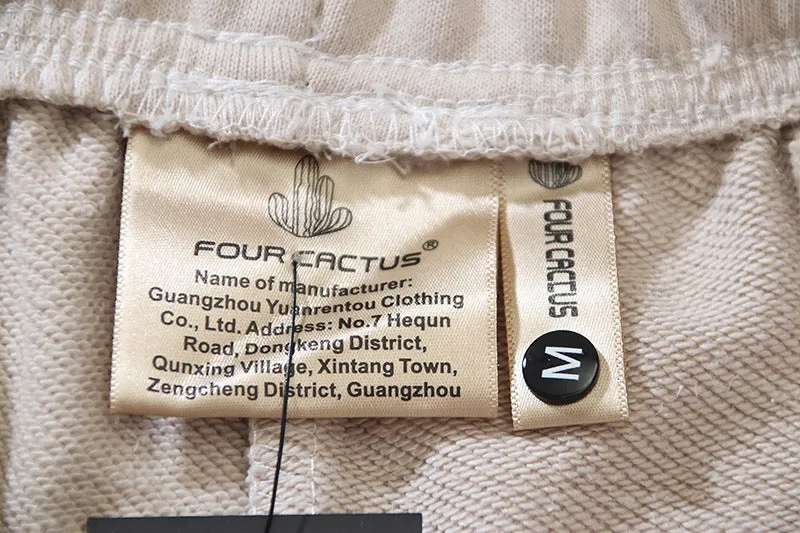 FOUR CACTUS®
Name of manufacturer:
Guangzhou Yuanrentou Clothing
Co., Ltd. Address: No.7 Hequn
Road, Dongkeng District,
Qunxing Village, Xintang Town,
Zengcheng District, Guangzhou
FOUR CACTUS
M